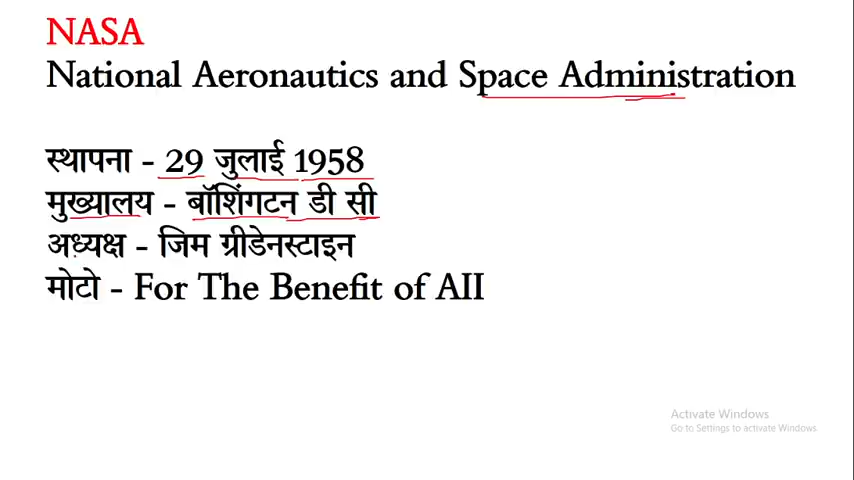 NASA
National Aeronautics and Space Administration
स्थापना - 29 जुलाई 1958
मुख्यालय - बॉशिंगटन डी सी
अध्यक्ष - जिम ग्रीडेनस्टाइन
मोटो - For The Benefit of AII
Activate Windows
Go to Settings to activate Windows.